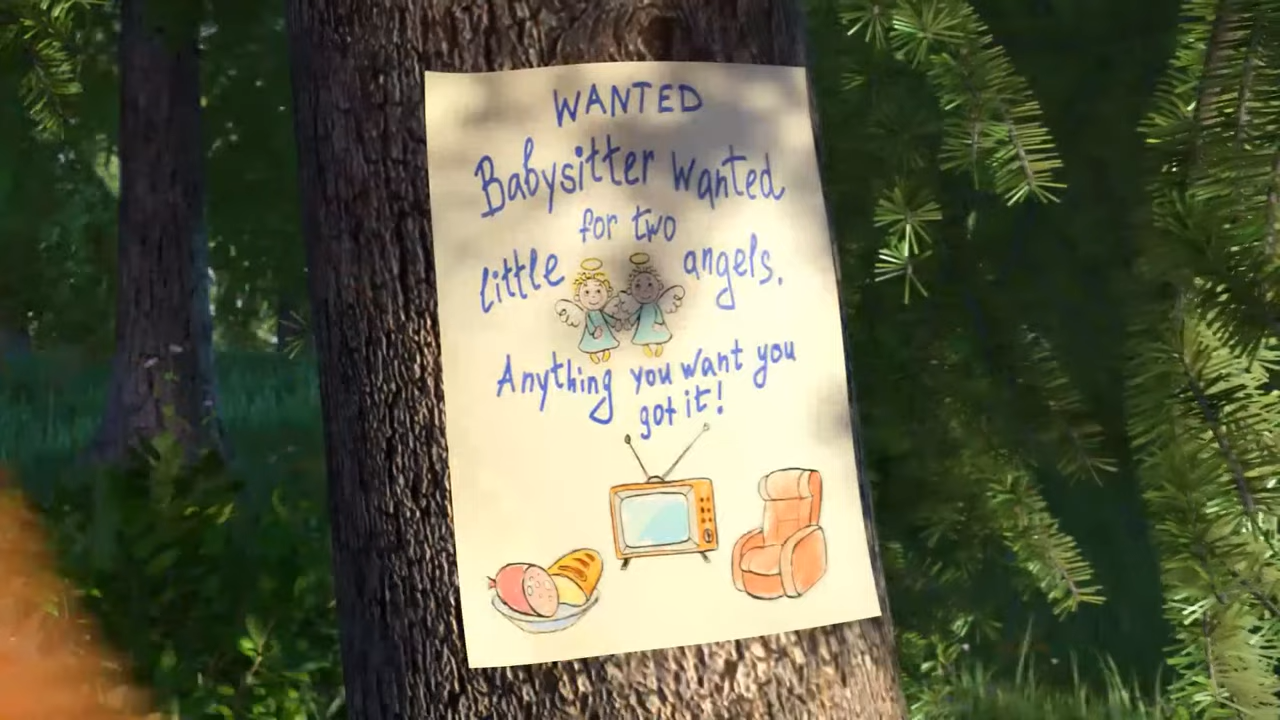 WANTED
Babysitter Wanted
for two
little angels.
Anything you want you
got it!